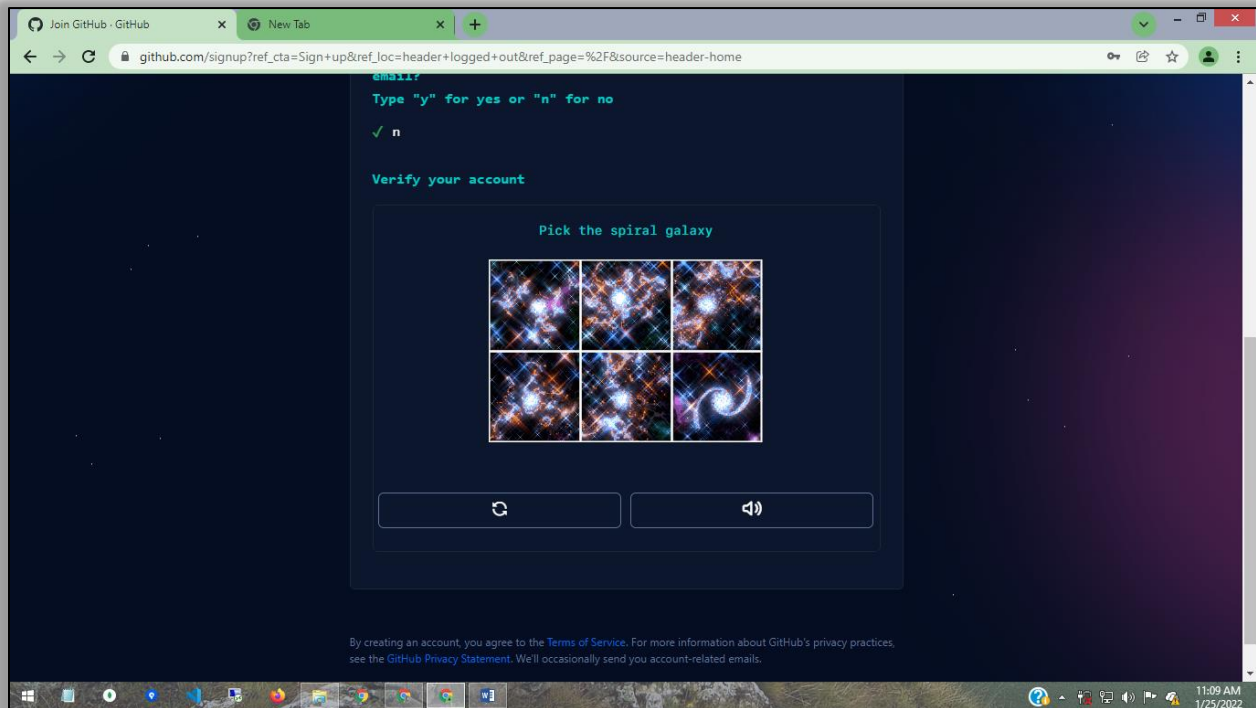 Join GitHub · GitHub
New Tab
github.com/signup?ref_cta=Sign+up&ref_loc=header+logged+out&ref_page=%2F&source=header-home
email?
Type "y" for yes or "n" for no
✓ n
Verify your account
Pick the spiral galaxy
By creating an account, you agree to the Terms of Service. For more information about GitHub's privacy practices,
see the GitHub Privacy Statement. We'll occasionally send you account-related emails.
11:09 AM
1/25/2022